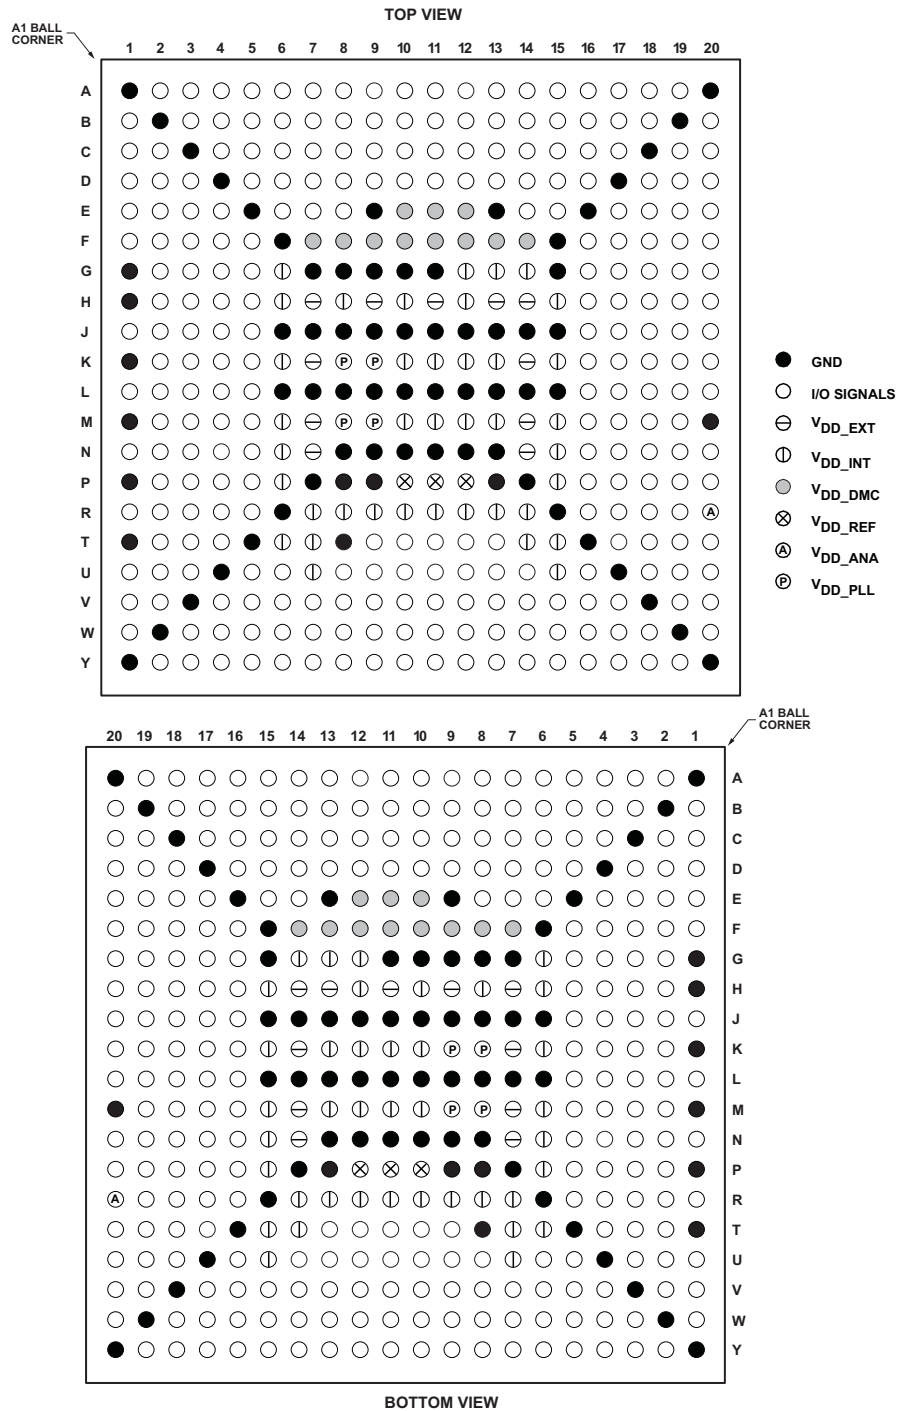 TOP VIEW
A1 BALL
CORNER
1 2 3 4 5 6 7 8 9 10 11 12 13 14 15 16 17 18 19 20
A
B
C
D
E
F
G
H
J
K P P
L
M P P
N
P
R A
T
U
V
W
Y
GND
I/O SIGNALS
VDD_EXT
VDD_INT
VDD_DMC
VDD_REF
A VDD_ANA
P VDD_PLL
A1 BALL
CORNER
20 19 18 17 16 15 14 13 12 11 10 9 8 7 6 5 4 3 2 1
A
B
C
D
E
F
G
H
J
P P K
L
P P M
N
P
A R
T
U
V
W
Y
BOTTOM VIEW